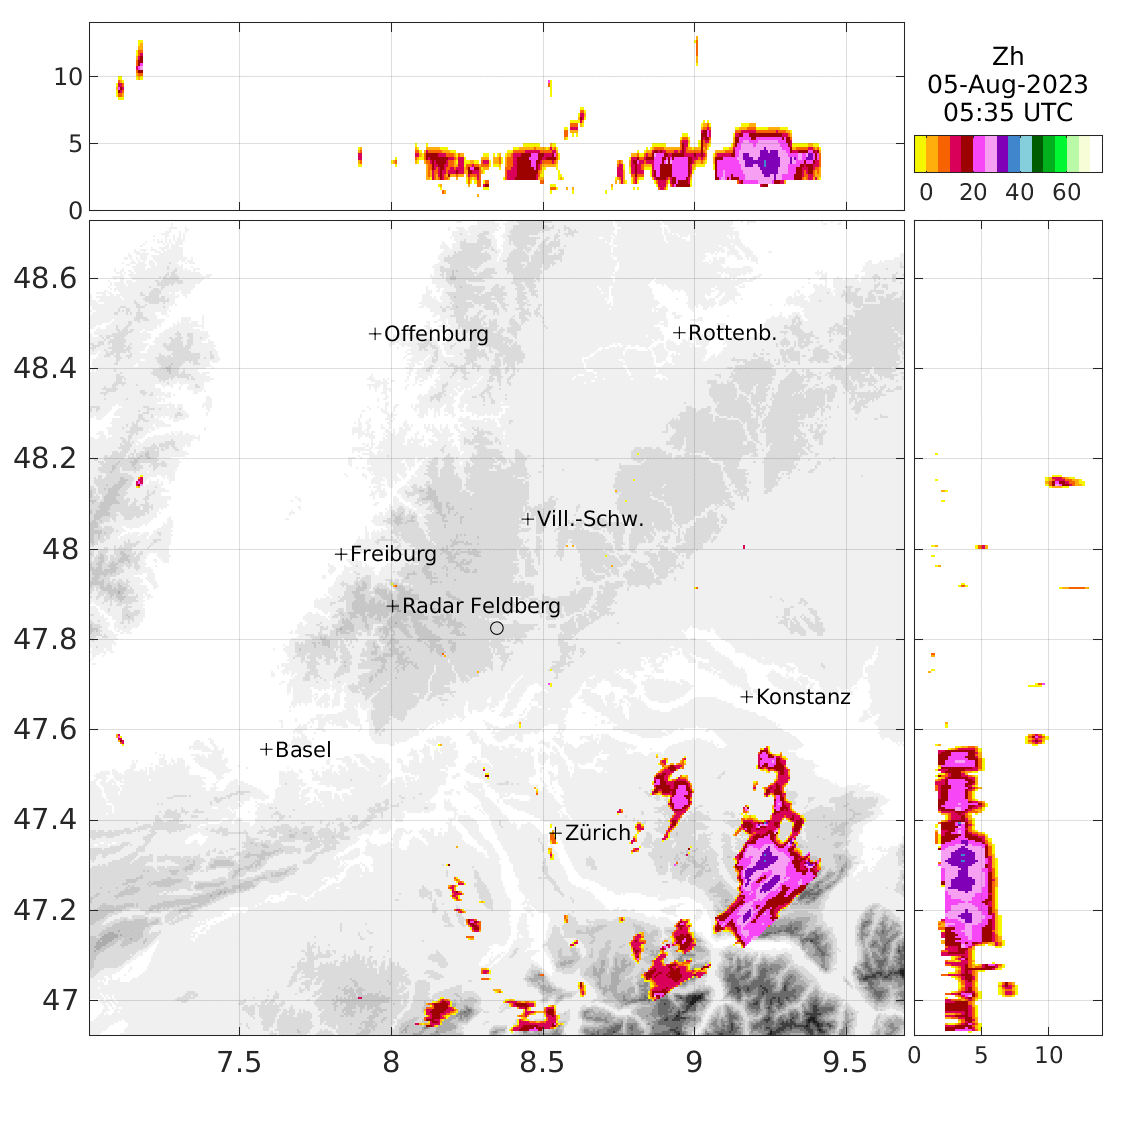 Zh
05-Aug-2023
05:35 UTC
0 20 40 60
10
5
0
48.6
48.4
48.2
48
47.8
47.6
47.4
47.2
47
Offenburg
Rottenb.
Vill.-Schw.
Freiburg
Radar Feldberg
Konstanz
Basel
Zürich
7.5 8 8.5 9 9.5
0 5 10